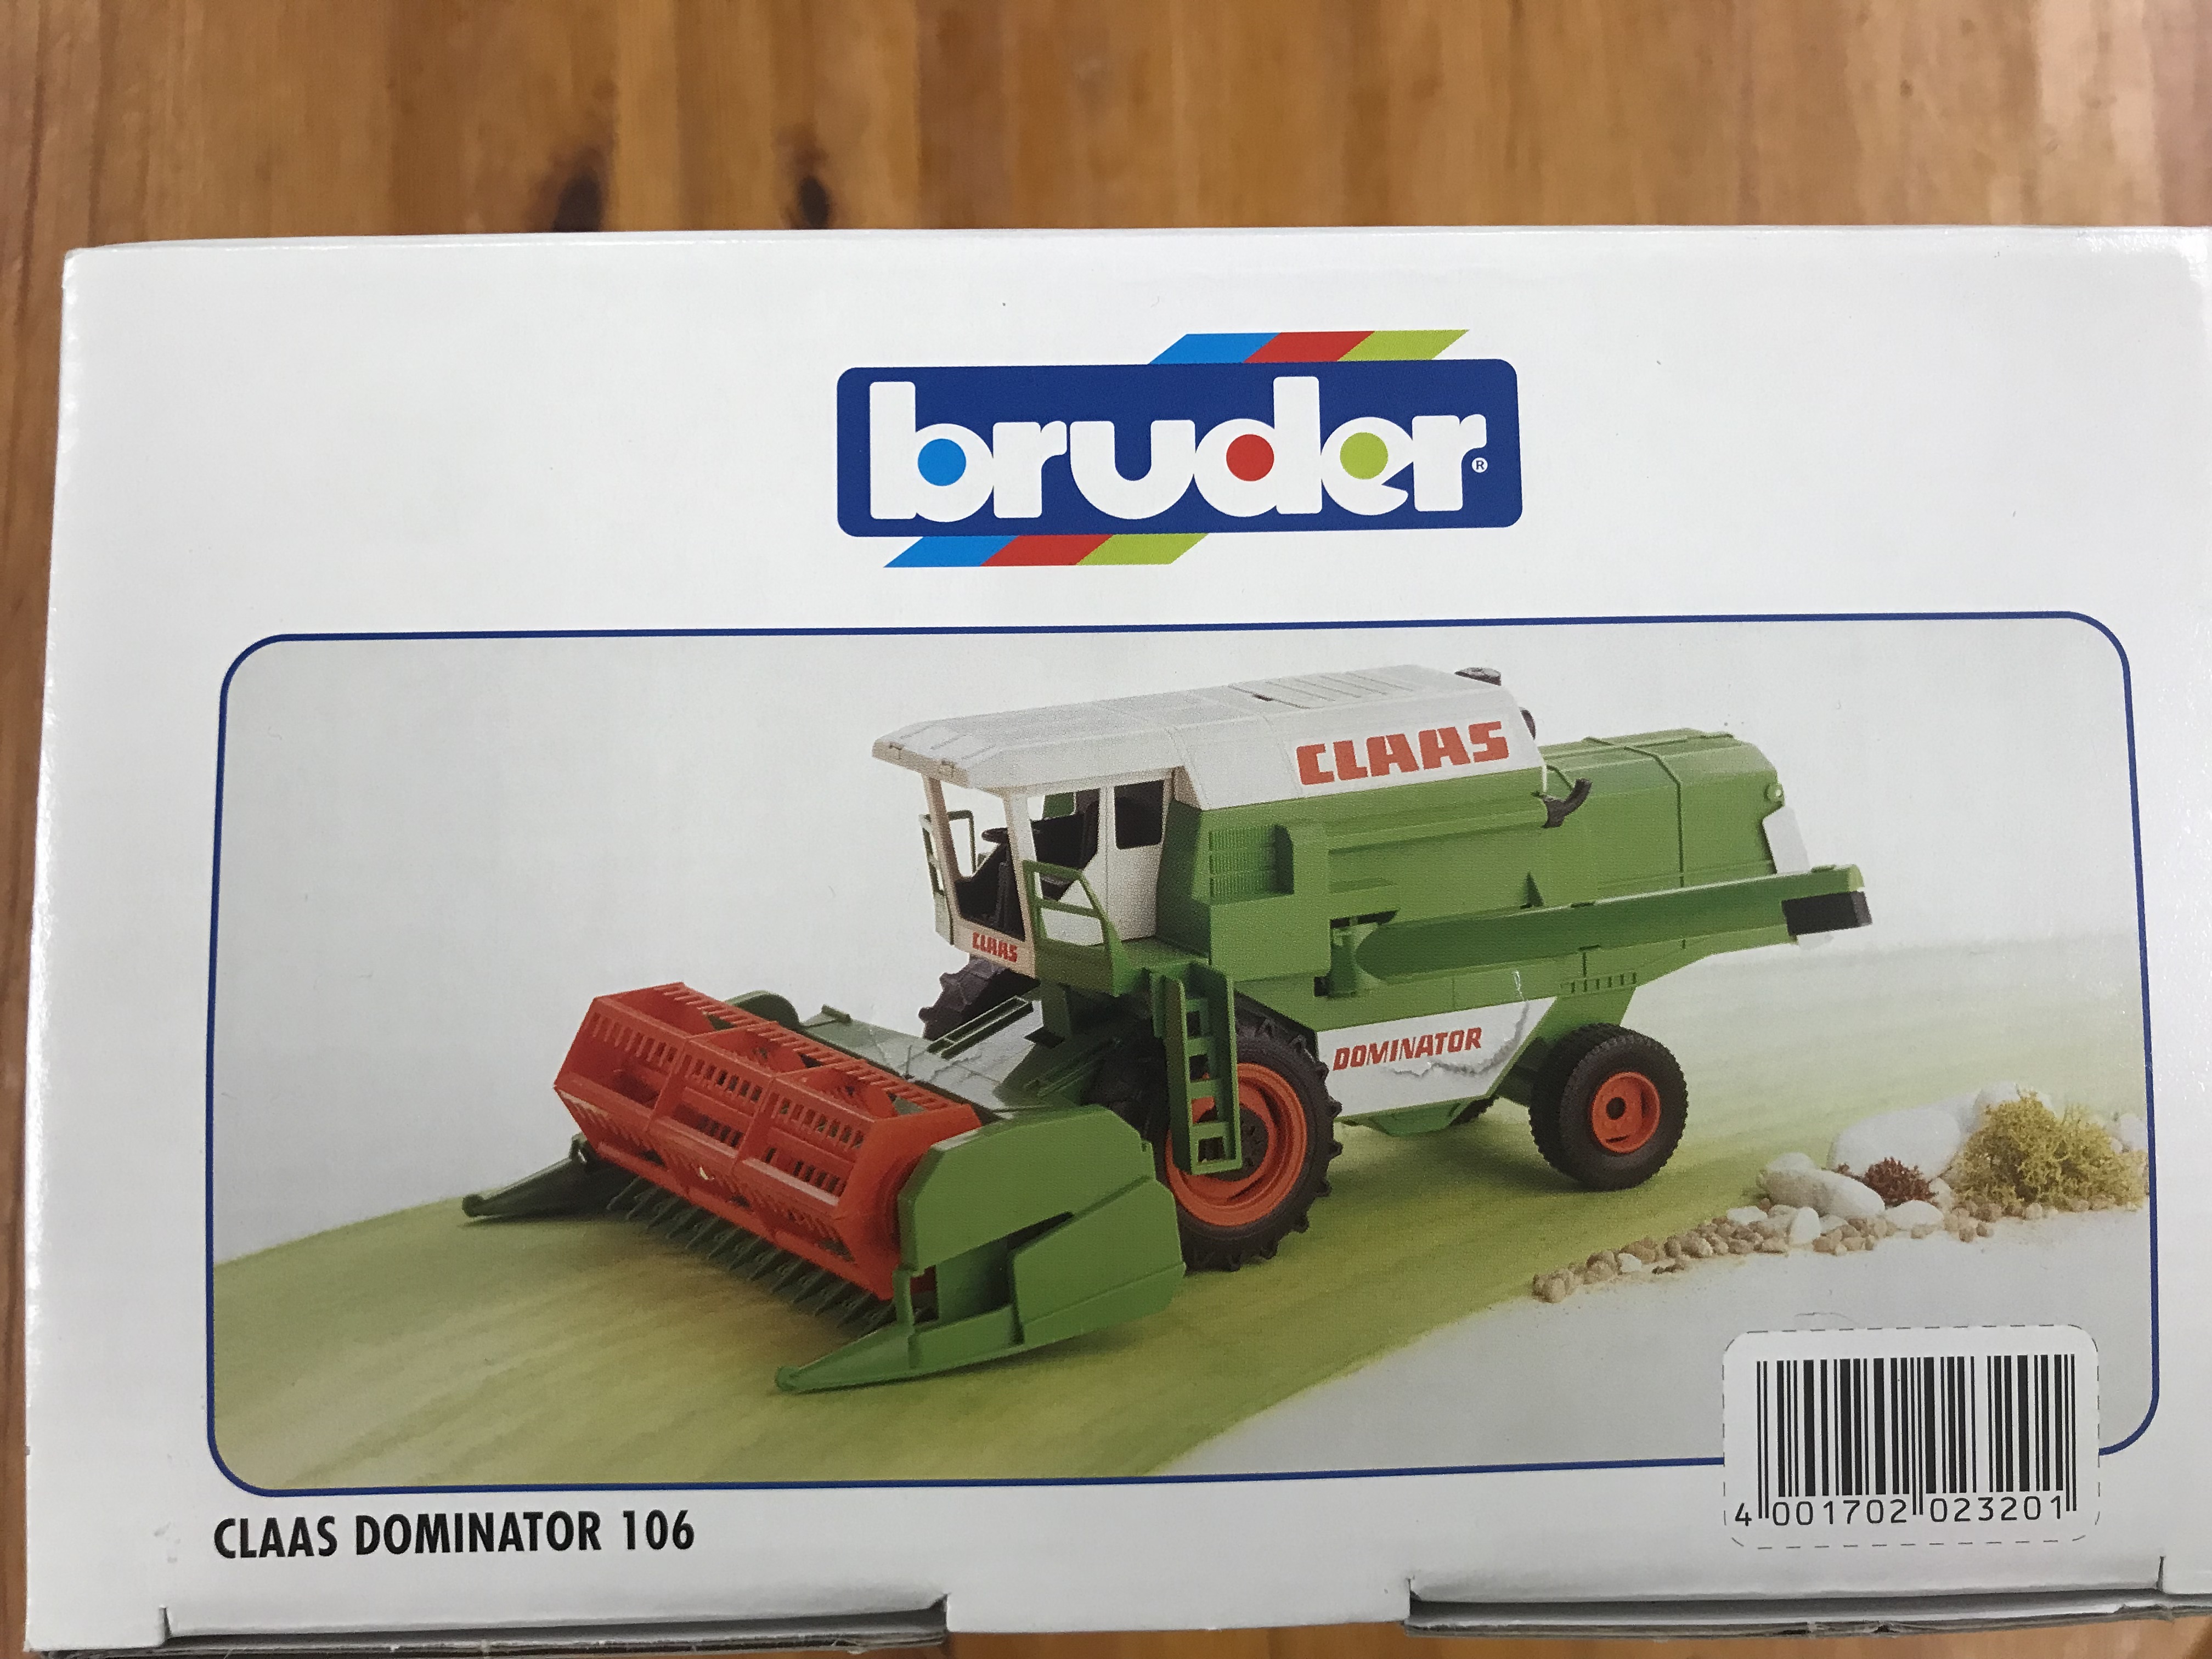 bruder®
CLAAS
CLAAS
DOMINATOR
4 001702 023201
CLAAS DOMINATOR 106